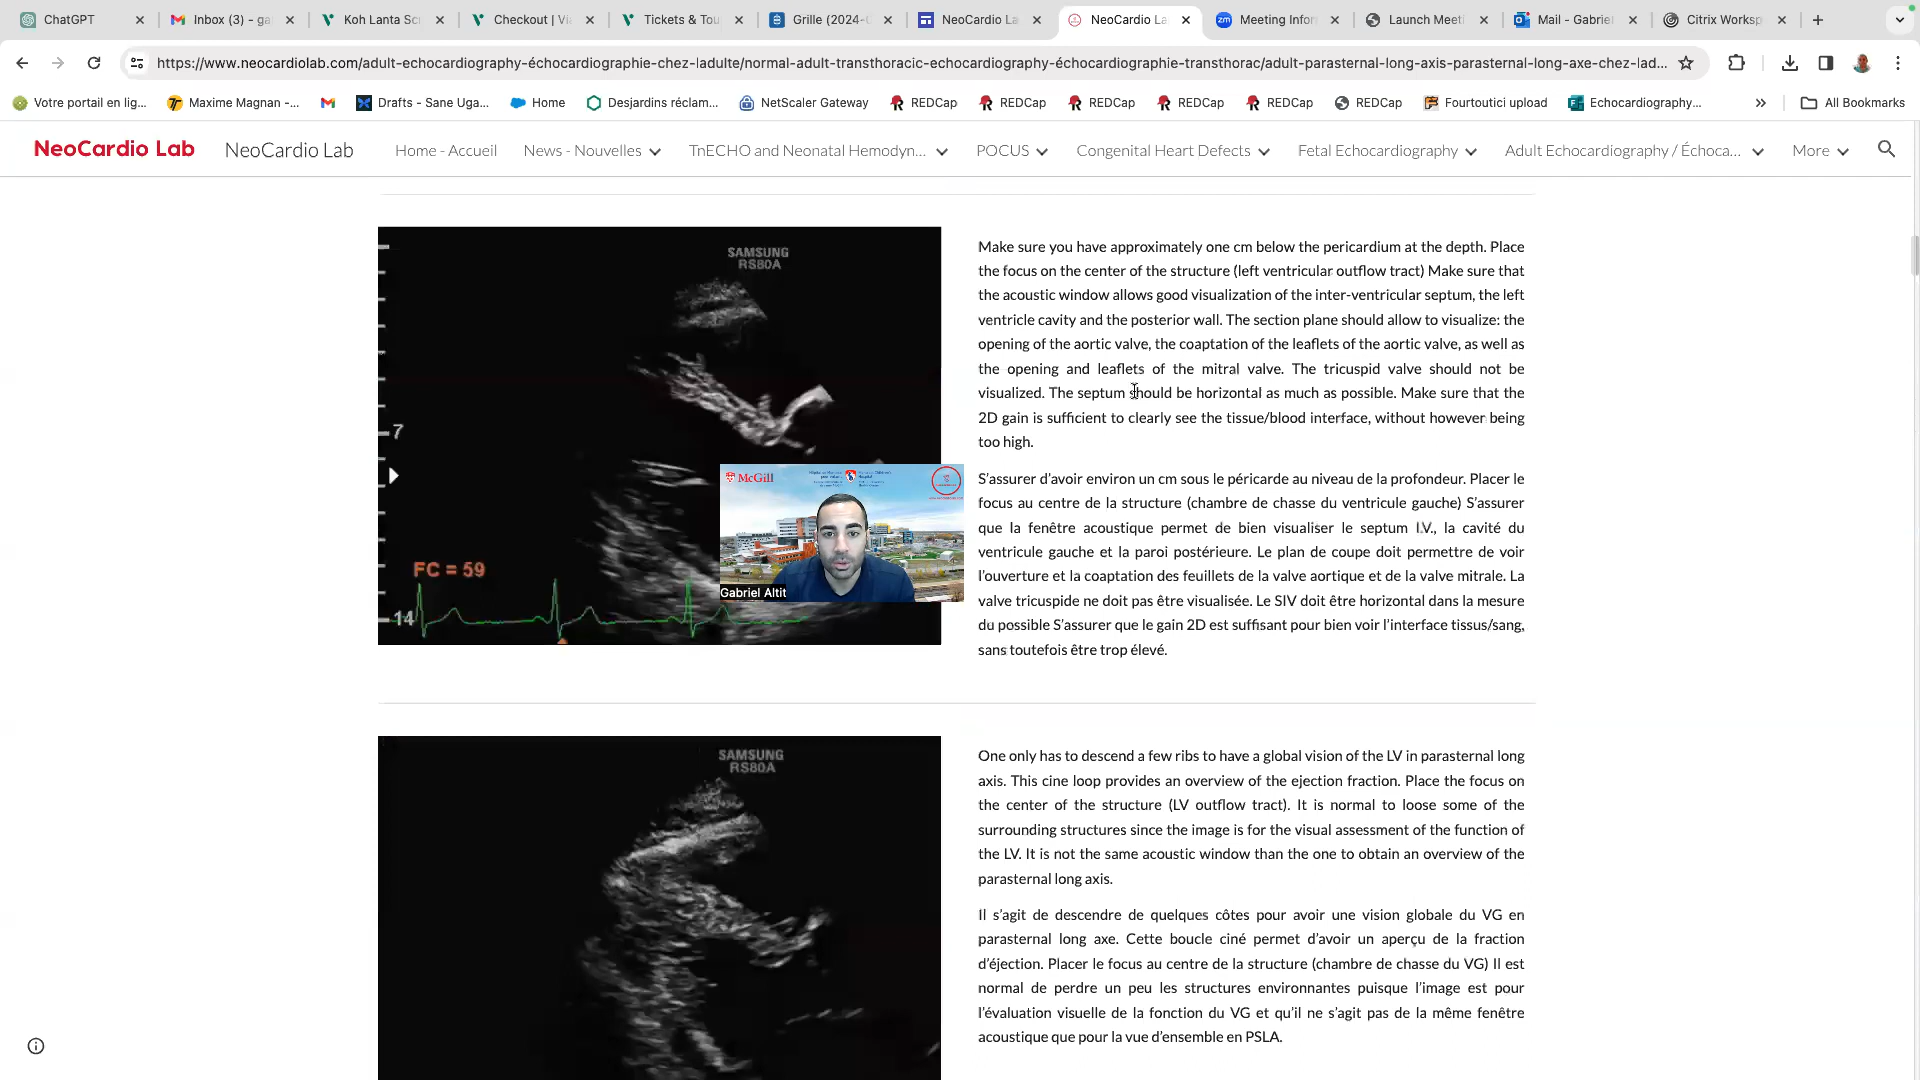 ChatGPT
Inbox (3) - ga
Koh Lanta Sc
Checkout | Vi
Tickets & Tou
Grille (2024-0
NeoCardio La
NeoCardio La
Meeting Infor
Launch Meeti
Mail - Gabriel
Citrix Worksp
https://www.neocardiolab.com/adult-echocardiography-échocardiographie-chez-ladulte/normal-adult-transthoracic-echocardiography-échocardiographie-transthorac/adult-parasternal-long-axis-parasternal-long-axe-chez-lad...
Votre portail en lig...
Maxime Magnan -...
Drafts - Sane Uga...
Home
Desjardins réclam...
NetScaler Gateway
REDCap
REDCap
REDCap
REDCap
REDCap
REDCap
Fourtoutici upload
Echocardiography...
All Bookmarks
NeoCardio Lab
NeoCardio Lab
Home - Accueil
News - Nouvelles
TnECHO and Neonatal Hemodyn...
POCUS
Congenital Heart Defects
Fetal Echocardiography
Adult Echocardiography / Échoca...
More
SAMSUNG
RS80A
7
FC = 59
14
McGill
Gabriel Altit
Make sure you have approximately one cm below the pericardium at the depth. Place
the focus on the center of the structure (left ventricular outflow tract) Make sure that
the acoustic window allows good visualization of the inter-ventricular septum, the left
ventricle cavity and the posterior wall. The section plane should allow to visualize: the
opening of the aortic valve, the coaptation of the leaflets of the aortic valve, as well as
the opening and leaflets of the mitral valve. The tricuspid valve should not be
visualized. The septum should be horizontal as much as possible. Make sure that the
2D gain is sufficient to clearly see the tissue/blood interface, without however being
too high.
S'assurer d'avoir environ un cm sous le péricarde au niveau de la profondeur. Placer le
focus au centre de la structure (chambre de chasse du ventricule gauche) S'assurer
que la fenêtre acoustique permet de bien visualiser le septum I.V., la cavité du
ventricule gauche et la paroi postérieure. Le plan de coupe doit permettre de voir
l'ouverture et la coaptation des feuillets de la valve aortique et de la valve mitrale. La
valve tricuspide ne doit pas être visualisée. Le SIV doit être horizontal dans la mesure
du possible S'assurer que le gain 2D est suffisant pour bien voir l'interface tissus/sang,
sans toutefois être trop élevé.
SAMSUNG
RS80A
One only has to descend a few ribs to have a global vision of the LV in parasternal long
axis. This cine loop provides an overview of the ejection fraction. Place the focus on
the center of the structure (LV outflow tract). It is normal to loose some of the
surrounding structures since the image is for the visual assessment of the function of
the LV. It is not the same acoustic window than the one to obtain an overview of the
parasternal long axis.
Il s'agit de descendre de quelques côtes pour avoir une vision globale du VG en
parasternal long axe. Cette boucle ciné permet d'avoir un aperçu de la fraction
d'éjection. Placer le focus au centre de la structure (chambre de chasse du VG) Il est
normal de perdre un peu les structures environnantes puisque l'image est pour
l'évaluation visuelle de la fonction du VG et qu'il ne s'agit pas de la même fenêtre
acoustique que pour la vue d'ensemble en PSLA.